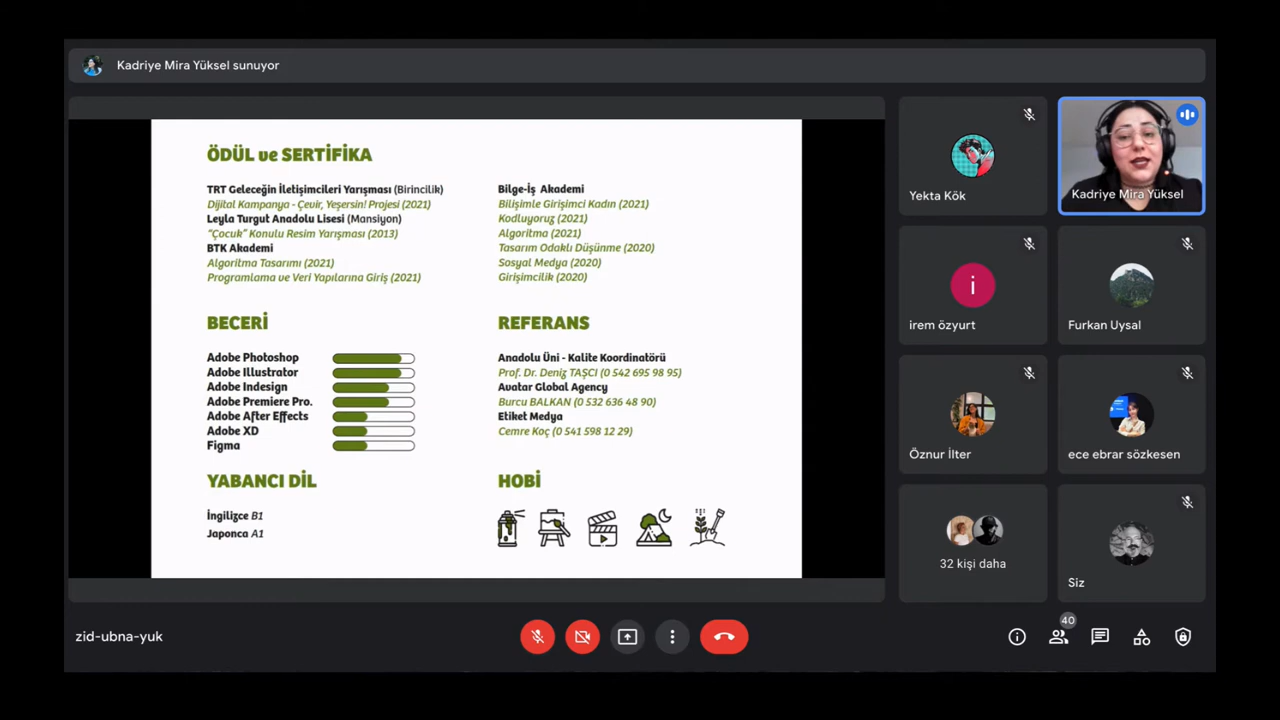 Kadriye Mira Yüksel sunuyor
ÖDÜL ve SERTİFİKA
TRT Geleceğin İletişimcileri Yarışması (Birincilik)
Dijital Kampanya - Çevir, Yeşersin! Projesi (2021)
Leyla Turgut Anadolu Lisesi (Mansiyon)
“Çocuk” Konulu Resim Yarışması (2013)
BTK Akademi
Algoritma Tasarımı (2021)
Programlama ve Veri Yapılarına Giriş (2021)
Bilge-İş Akademi
Bilişimle Girişimci Kadın (2021)
Kodluyoruz (2021)
Algoritma (2021)
Tasarım Odaklı Düşünme (2020)
Sosyal Medya (2020)
Girişimcilik (2020)
BECERİ
Adobe Photoshop
Adobe Illustrator
Adobe Indesign
Adobe Premiere Pro.
Adobe After Effects
Adobe XD
Figma
REFERANS
Anadolu Üni - Kalite Koordinatörü
Prof. Dr. Deniz TAŞCI (0 542 695 98 95)
Avatar Global Agency
Burcu BALKAN (0 532 636 48 90)
Etiket Medya
Cemre Koç (0 541 598 12 29)
YABANCI DİL
İngilizce B1
Japonca A1
HOBİ
Yekta Kök
Kadriye Mira Yüksel
i
irem özyurt
Furkan Uysal
Öznur İlter
ece ebrar sözkesen
32 kişi daha
Siz
zid-ubna-yuk
40